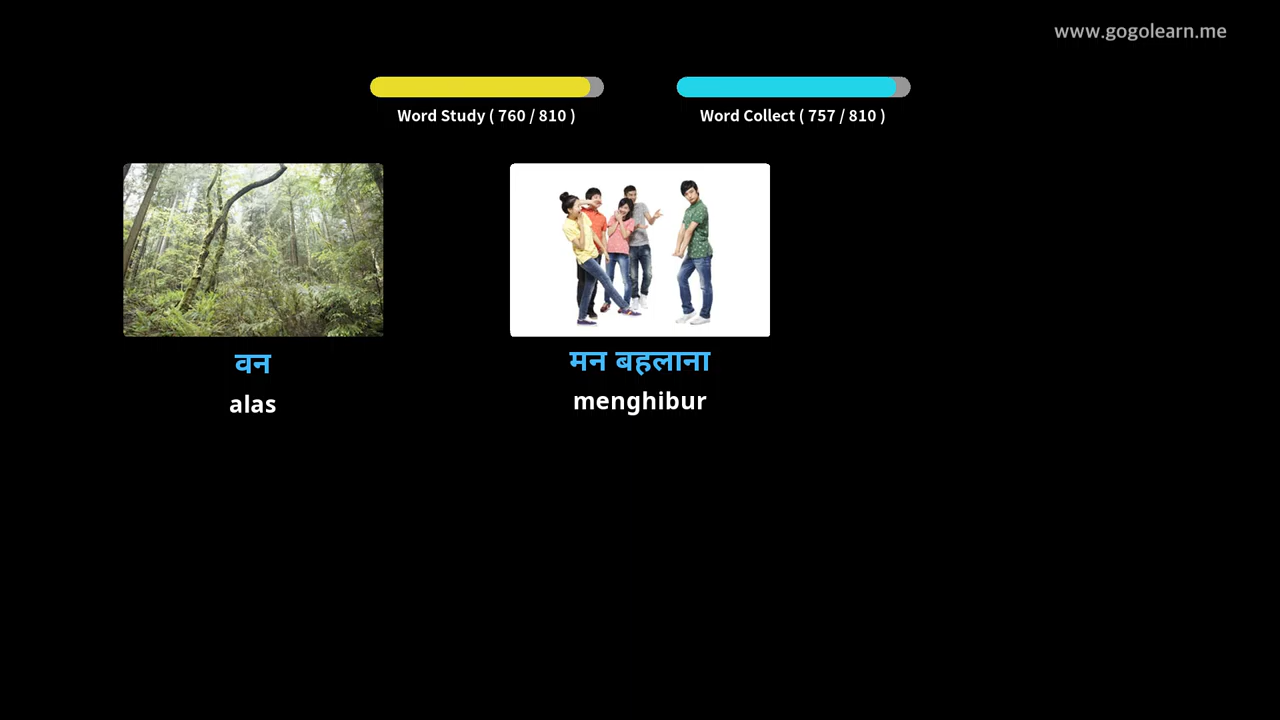 www.gogolearn.me
Word Study ( 760 / 810 )
Word Collect ( 757 / 810 )
वन
alas
मन बहलाना
menghibur